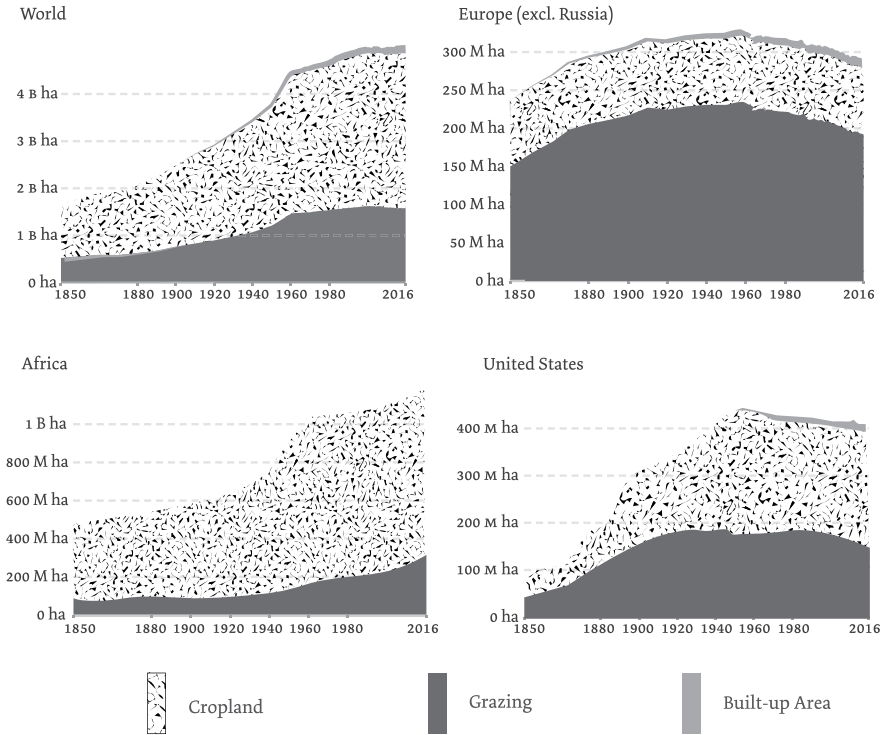 World
4 B ha
3 B ha
2 B ha
1 B ha
0 ha
1850 1880 1900 1920 1940 1960 1980 2016
Europe (excl. Russia)
300 M ha
250 M ha
200 M ha
150 M ha
100 M ha
50 M ha
0 ha
1850 1880 1900 1920 1940 1960 1980 2016
Africa
1 B ha
800 M ha
600 M ha
400 M ha
200 M ha
0 ha
1850 1880 1900 1920 1940 1960 1980 2016
United States
400 M ha
300 M ha
200 M ha
100 M ha
0 ha
1850 1880 1900 1920 1940 1960 1980 2016
Cropland
Grazing
Built-up Area